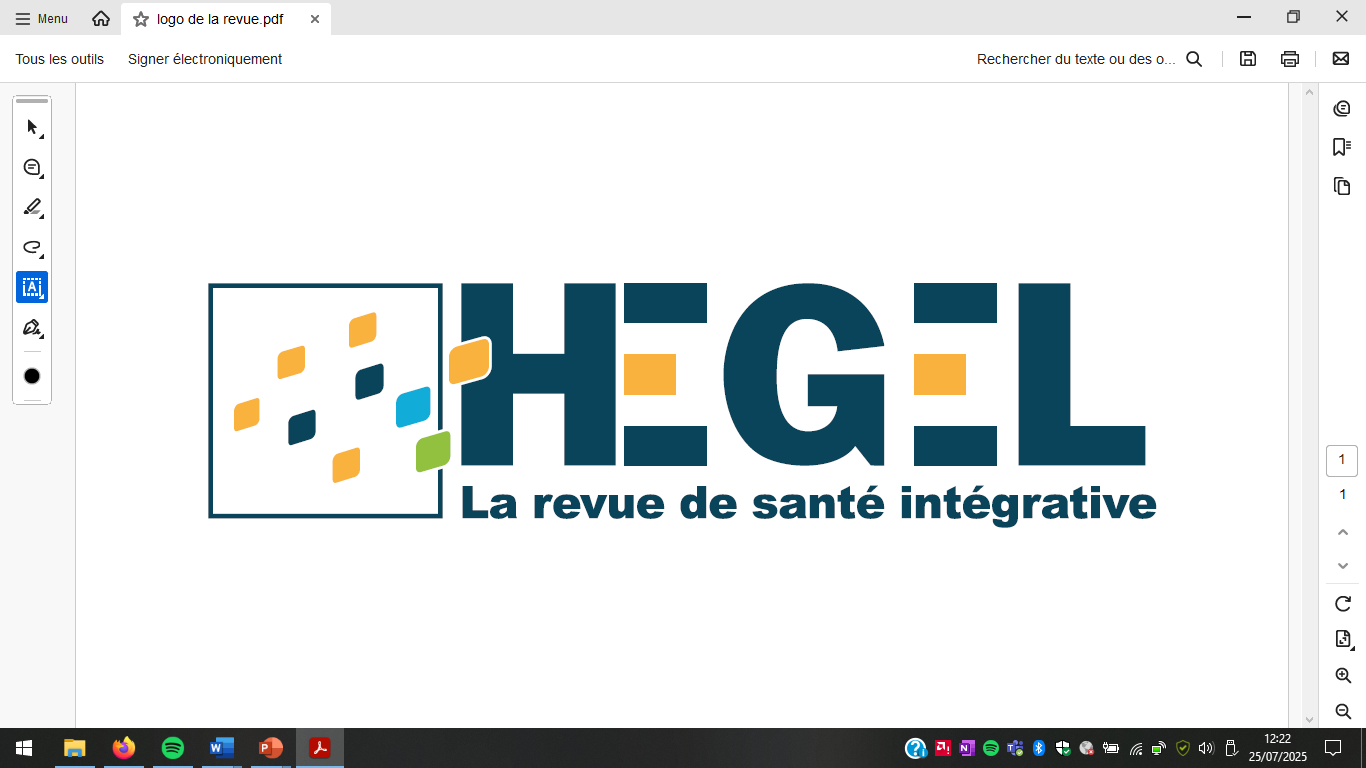 Menu
logo de la revue.pdf
Tous les outils
Signer électroniquement
Rechercher du texte ou des o...
HEGEL
La revue de santé intégrative
1
1
12:22
25/07/2025